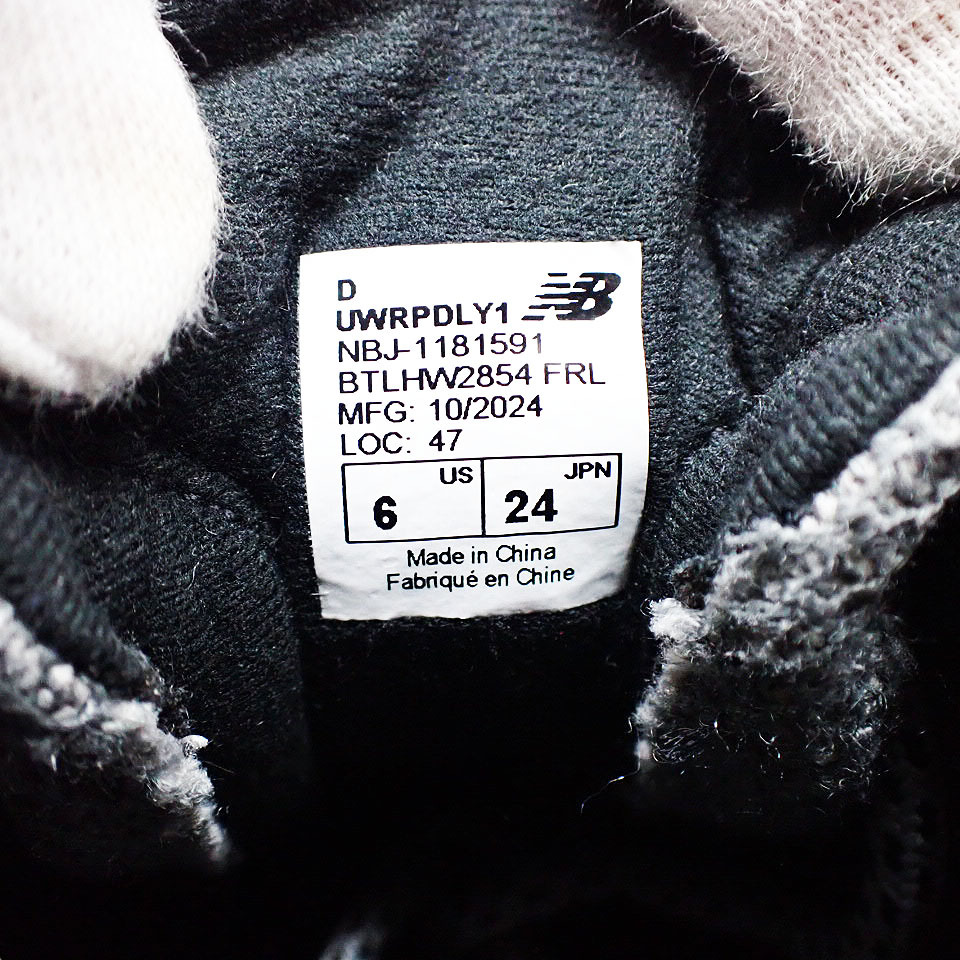 D
UWRPDLY1 NB
NBJ-1181591
BTLHW2854 FRL
MFG: 10/2024
LOC: 47
US JPN
6 24
Made in China
Fabriqué en Chine